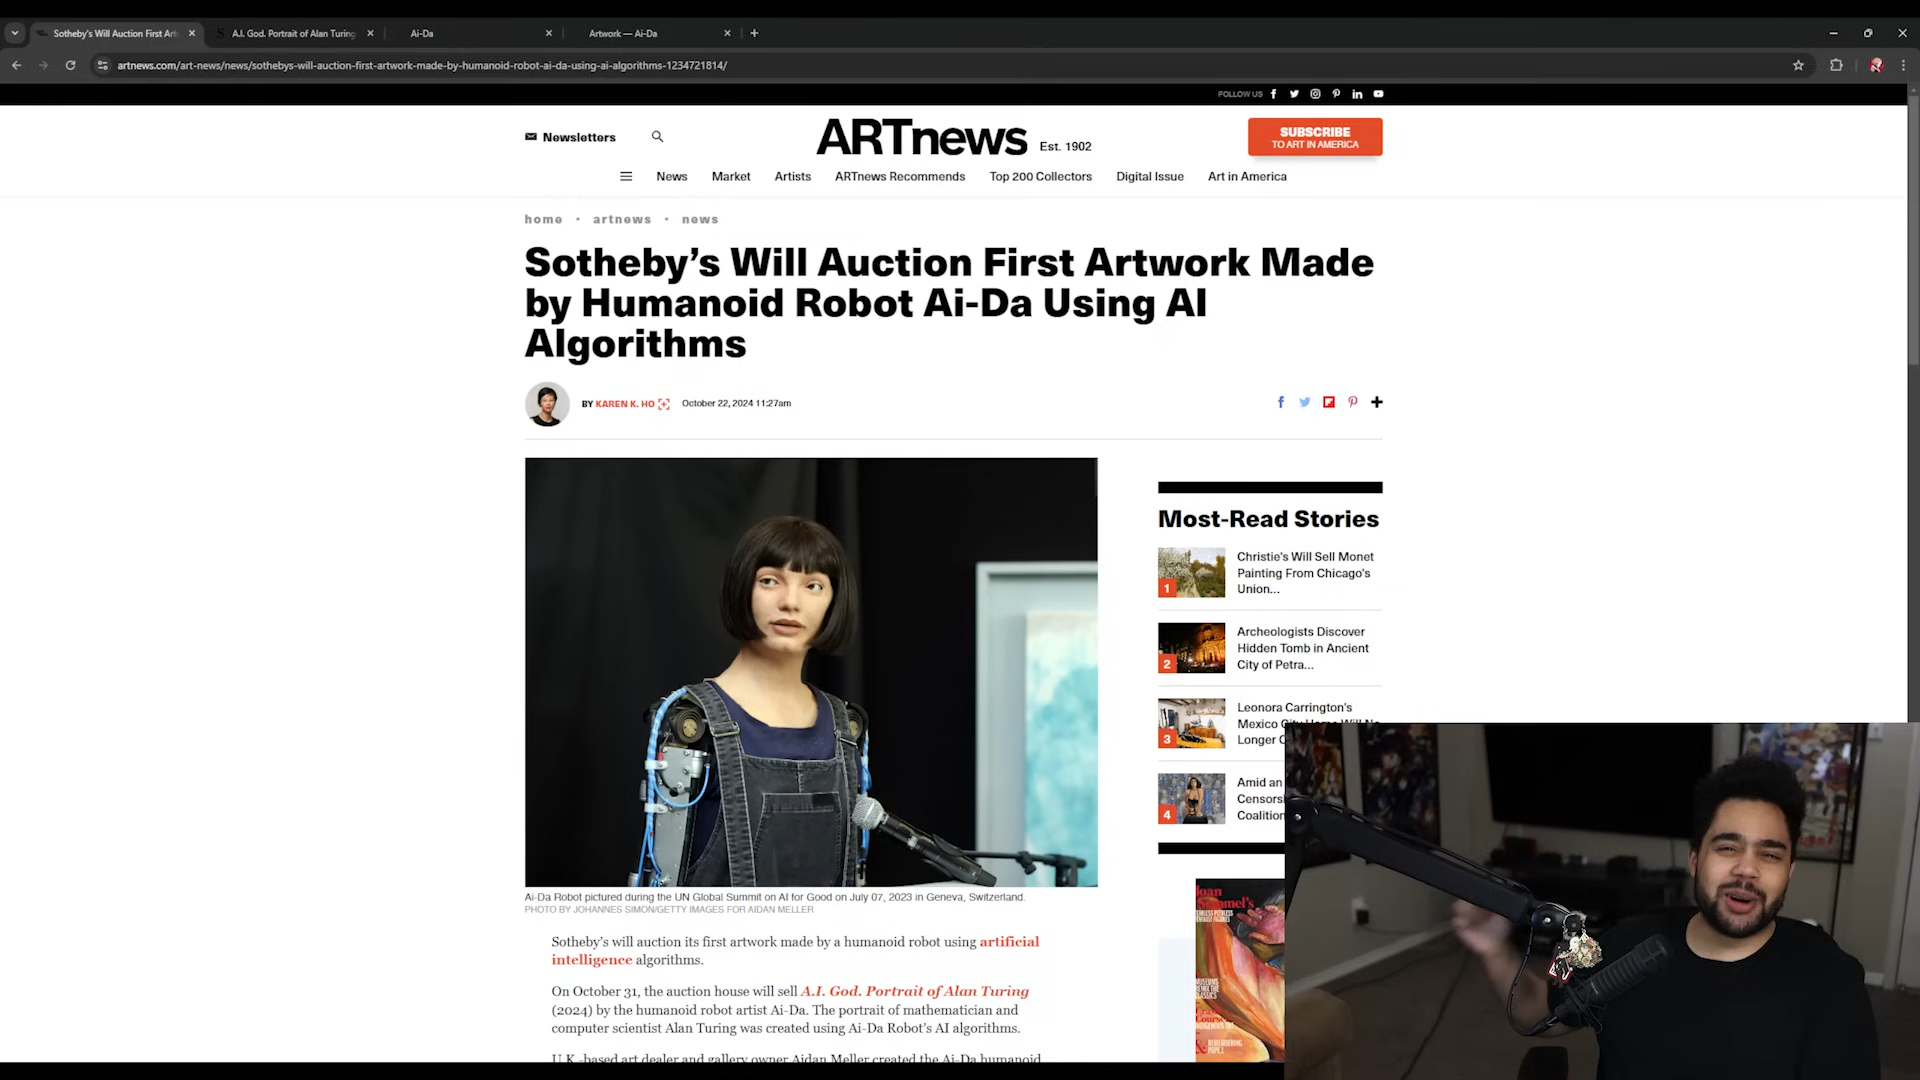 Sotheby's Will Auction First Art
A.I. God. Portrait of Alan Turing
Ai-Da
Artwork — Ai-Da
artnews.com/art-news/news/sothebys-will-auction-first-artwork-made-by-humanoid-robot-ai-da-using-ai-algorithms-1234721814/
FOLLOW US
Newsletters
ARTnews Est. 1902
SUBSCRIBE
TO ART IN AMERICA
News Market Artists ARTnews Recommends Top 200 Collectors Digital Issue Art in America
home • artnews • news
Sotheby's Will Auction First Artwork Made
by Humanoid Robot Ai-Da Using AI
Algorithms
BY KAREN K. HO October 22, 2024 11:27am
Ai-Da Robot pictured during the UN Global Summit on AI for Good on July 07, 2023 in Geneva, Switzerland.
PHOTO BY JOHANNES SIMON/GETTY IMAGES FOR AIDAN MELLER
Sotheby's will auction its first artwork made by a humanoid robot using artificial
intelligence algorithms.
On October 31, the auction house will sell A.I. God. Portrait of Alan Turing
(2024) by the humanoid robot artist Ai-Da. The portrait of mathematician and
computer scientist Alan Turing was created using Ai-Da Robot's AI algorithms.
U.K.-based art dealer and gallery owner Aidan Meller created the Ai-Da humanoid
Most-Read Stories
1
Christie's Will Sell Monet
Painting From Chicago's
Union...
2
Archeologists Discover
Hidden Tomb in Ancient
City of Petra...
3
Leonora Carrington's
Mexico City Home Will No
Longer
4
Amid an
Censors
Coalition